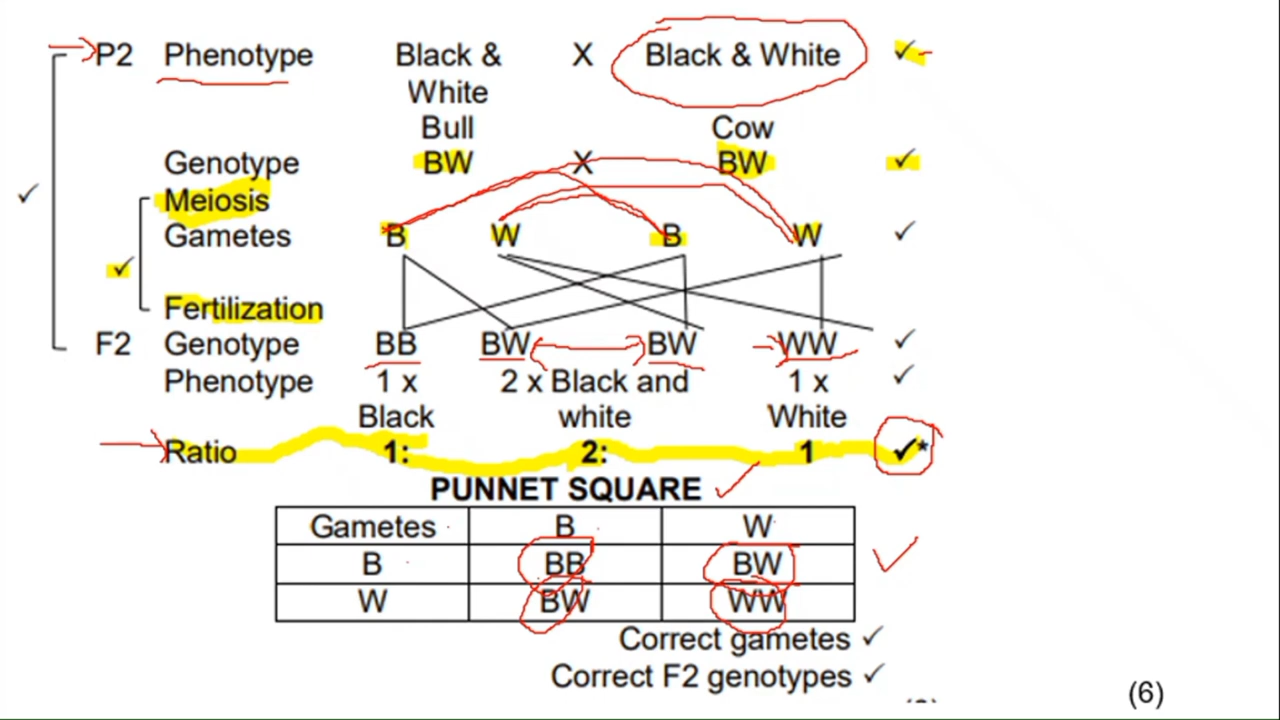 P2 Phenotype Black & X Black & White ✓
White
Bull Cow
Genotype BW X BW ✓
✓ Meiosis
Gametes B W B W ✓
✓
Fertilization
F2 Genotype BB BW BW WW ✓
Phenotype 1 x 2 x Black and 1 x ✓
Black white White
Ratio 1: 2: 1 ✓*
PUNNET SQUARE
Gametes B W
B BB BW
W BW WW
Correct gametes ✓
Correct F2 genotypes ✓
(6)